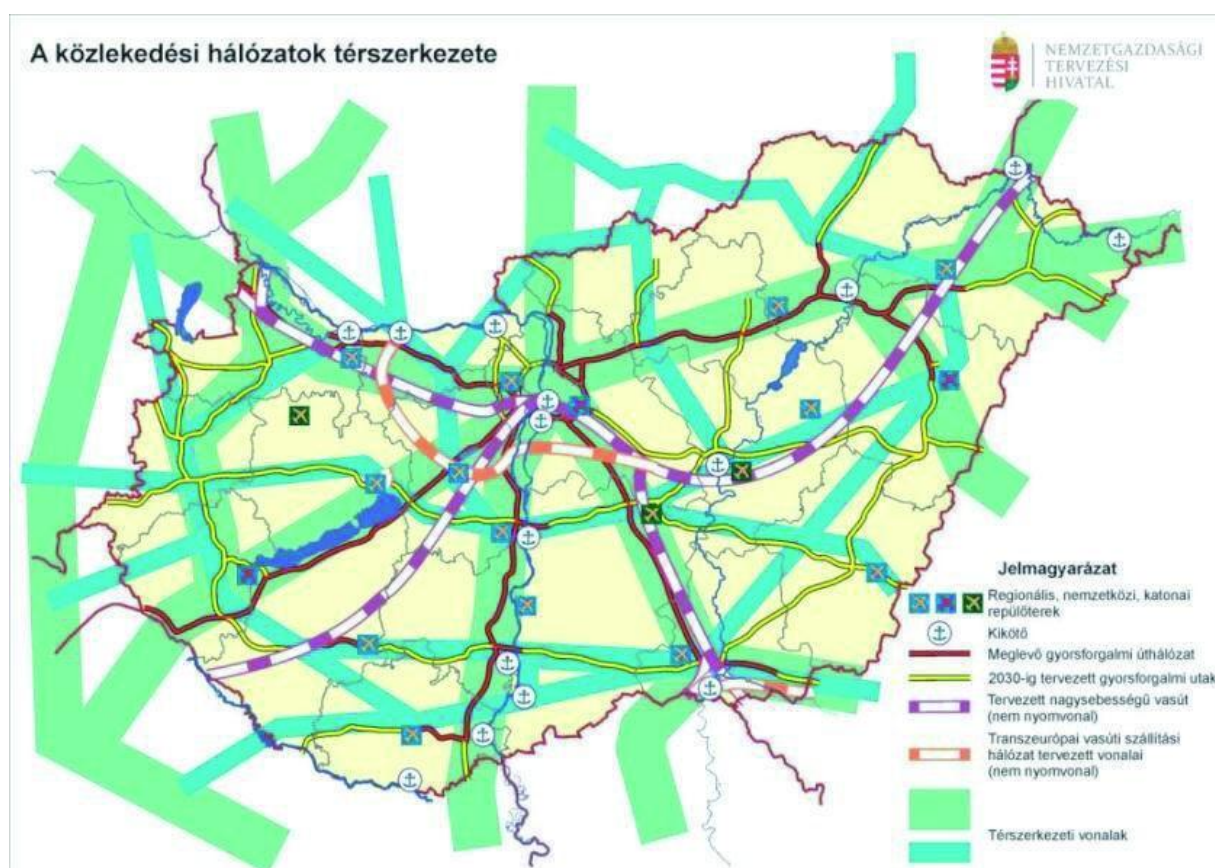 A közlekedési hálózatok térszerkezete
NEMZETGAZDASÁGI
TERVEZÉSI
HIVATAL
Jelmagyarázat
Regionális, nemzetközi, katonai
repülőterek
Kikötő
Meglevő gyorsforgalmi úthálózat
2030-ig tervezett gyorsforgalmi utak
Tervezett nagysebességű vasút
(nem nyomvonal)
Transzeurópai vasúti szállítási
hálózat tervezett vonalai
(nem nyomvonal)
Térszerkezeti vonalak